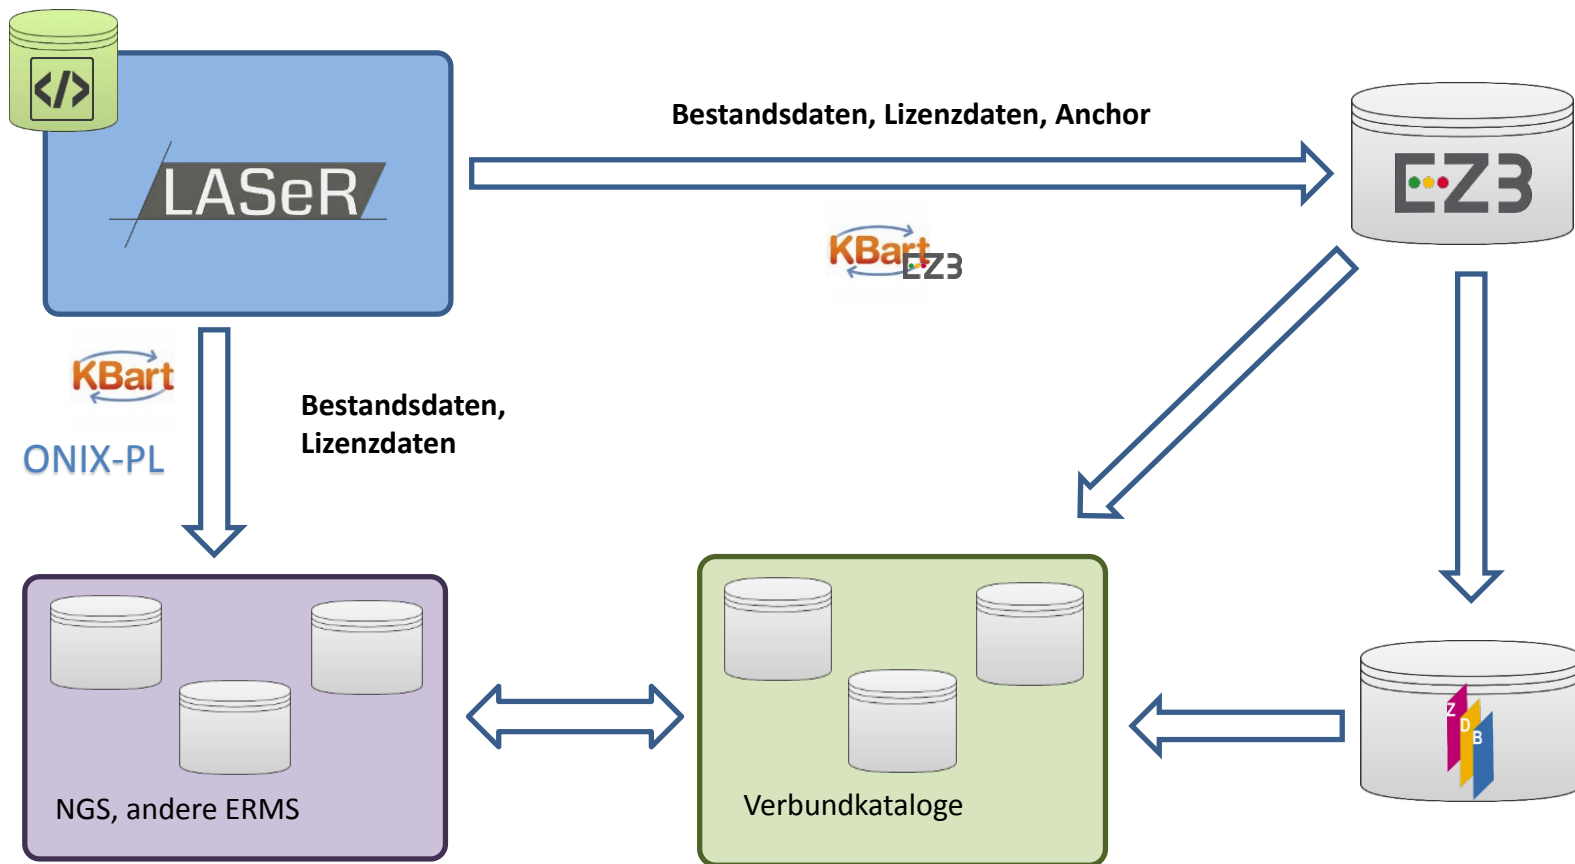 </>
LASeR
Bestandsdaten, Lizenzdaten, Anchor
EZB
KBart
EZB
KBart
ONIX-PL
Bestandsdaten,
Lizenzdaten
NGS, andere ERMS
Verbundkataloge
Z
D
B